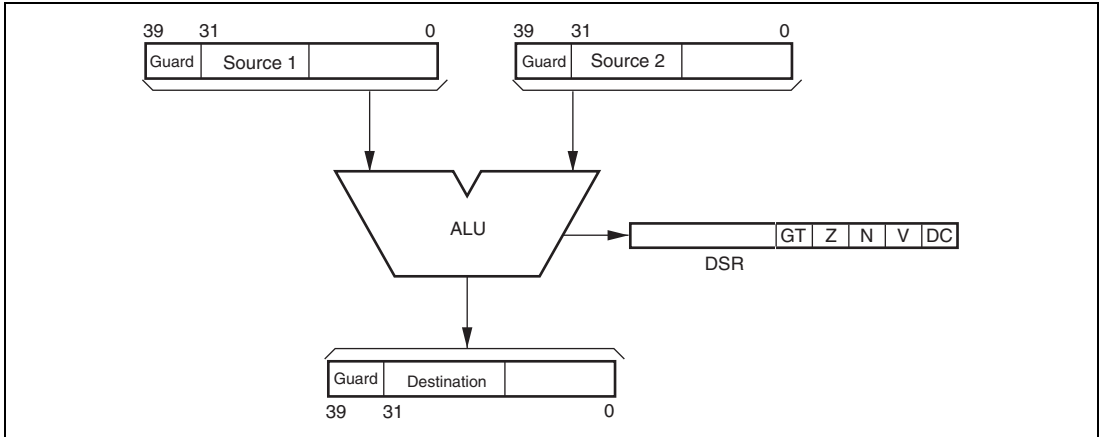 39 31 0
Guard Source 1
39 31 0
Guard Source 2
ALU
GT Z N V DC
DSR
Guard Destination
39 31 0